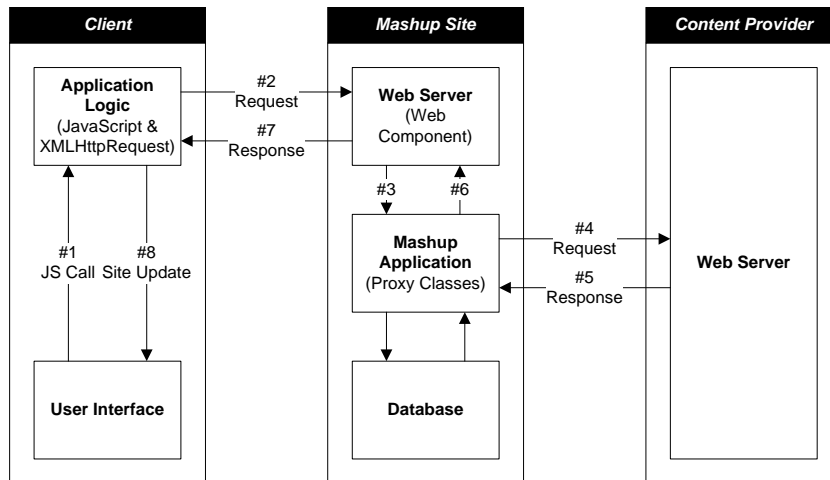 Client
Mashup Site
Content Provider
Application
Logic
(JavaScript &
XMLHttpRequest)
#2
Request
#7
Response
Web Server
(Web
Component)
#3
#6
#1
JS Call
#8
Site Update
Mashup
Application
(Proxy Classes)
#4
Request
#5
Response
Web Server
User Interface
Database